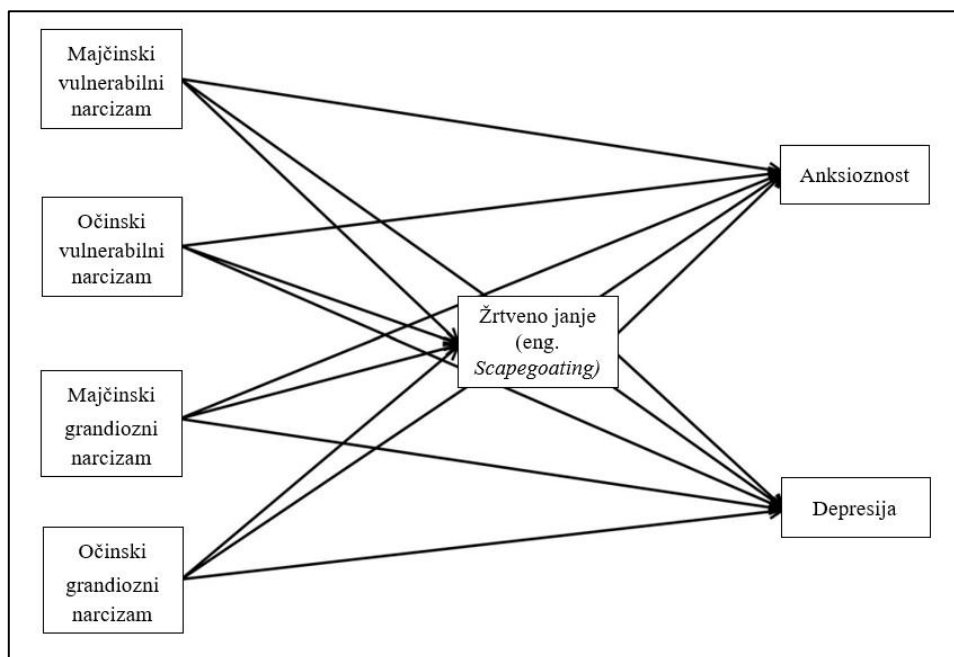 Majčinski
vulnerabilni
narcizam
Očinski
vulnerabilni
narcizam
Majčinski
grandiozni
narcizam
Očinski
grandiozni
narcizam
Žrtveno janje
(eng.
Scapegoating)
Anksioznost
Depresija